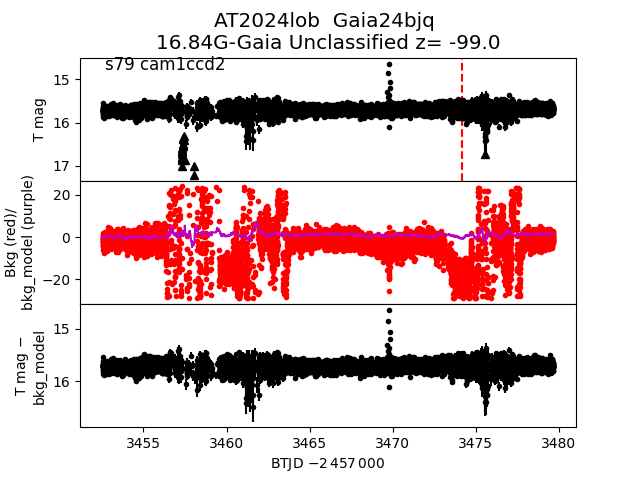 AT2024lob  Gaia24bjq
16.84G-Gaia Unclassified z= -99.0
s79 cam1ccd2
T mag
15
16
17
Bkg (red)/
bkg_model (purple)
20
0
−20
T mag −
bkg_model
15
16
3455
3460
3465
3470
3475
3480
BTJD −2 457 000